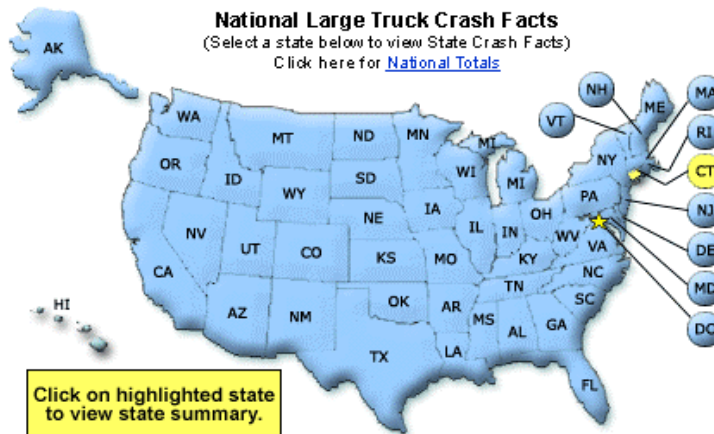 National Large Truck Crash Facts
(Select a state below to view State Crash Facts)
Click here for National Totals
AK
WA
MT
ND
MN
MI
VT
NH
ME
MA
RI
CT
NJ
DE
MD
DC
OR
ID
WY
SD
WI
MI
NY
PA
NE
IA
IL
IN
OH
WV
VA
NV
UT
CO
KS
MO
KY
NC
CA
AZ
NM
OK
AR
TN
SC
MS
AL
GA
TX
LA
FL
HI
Click on highlighted state
to view state summary.